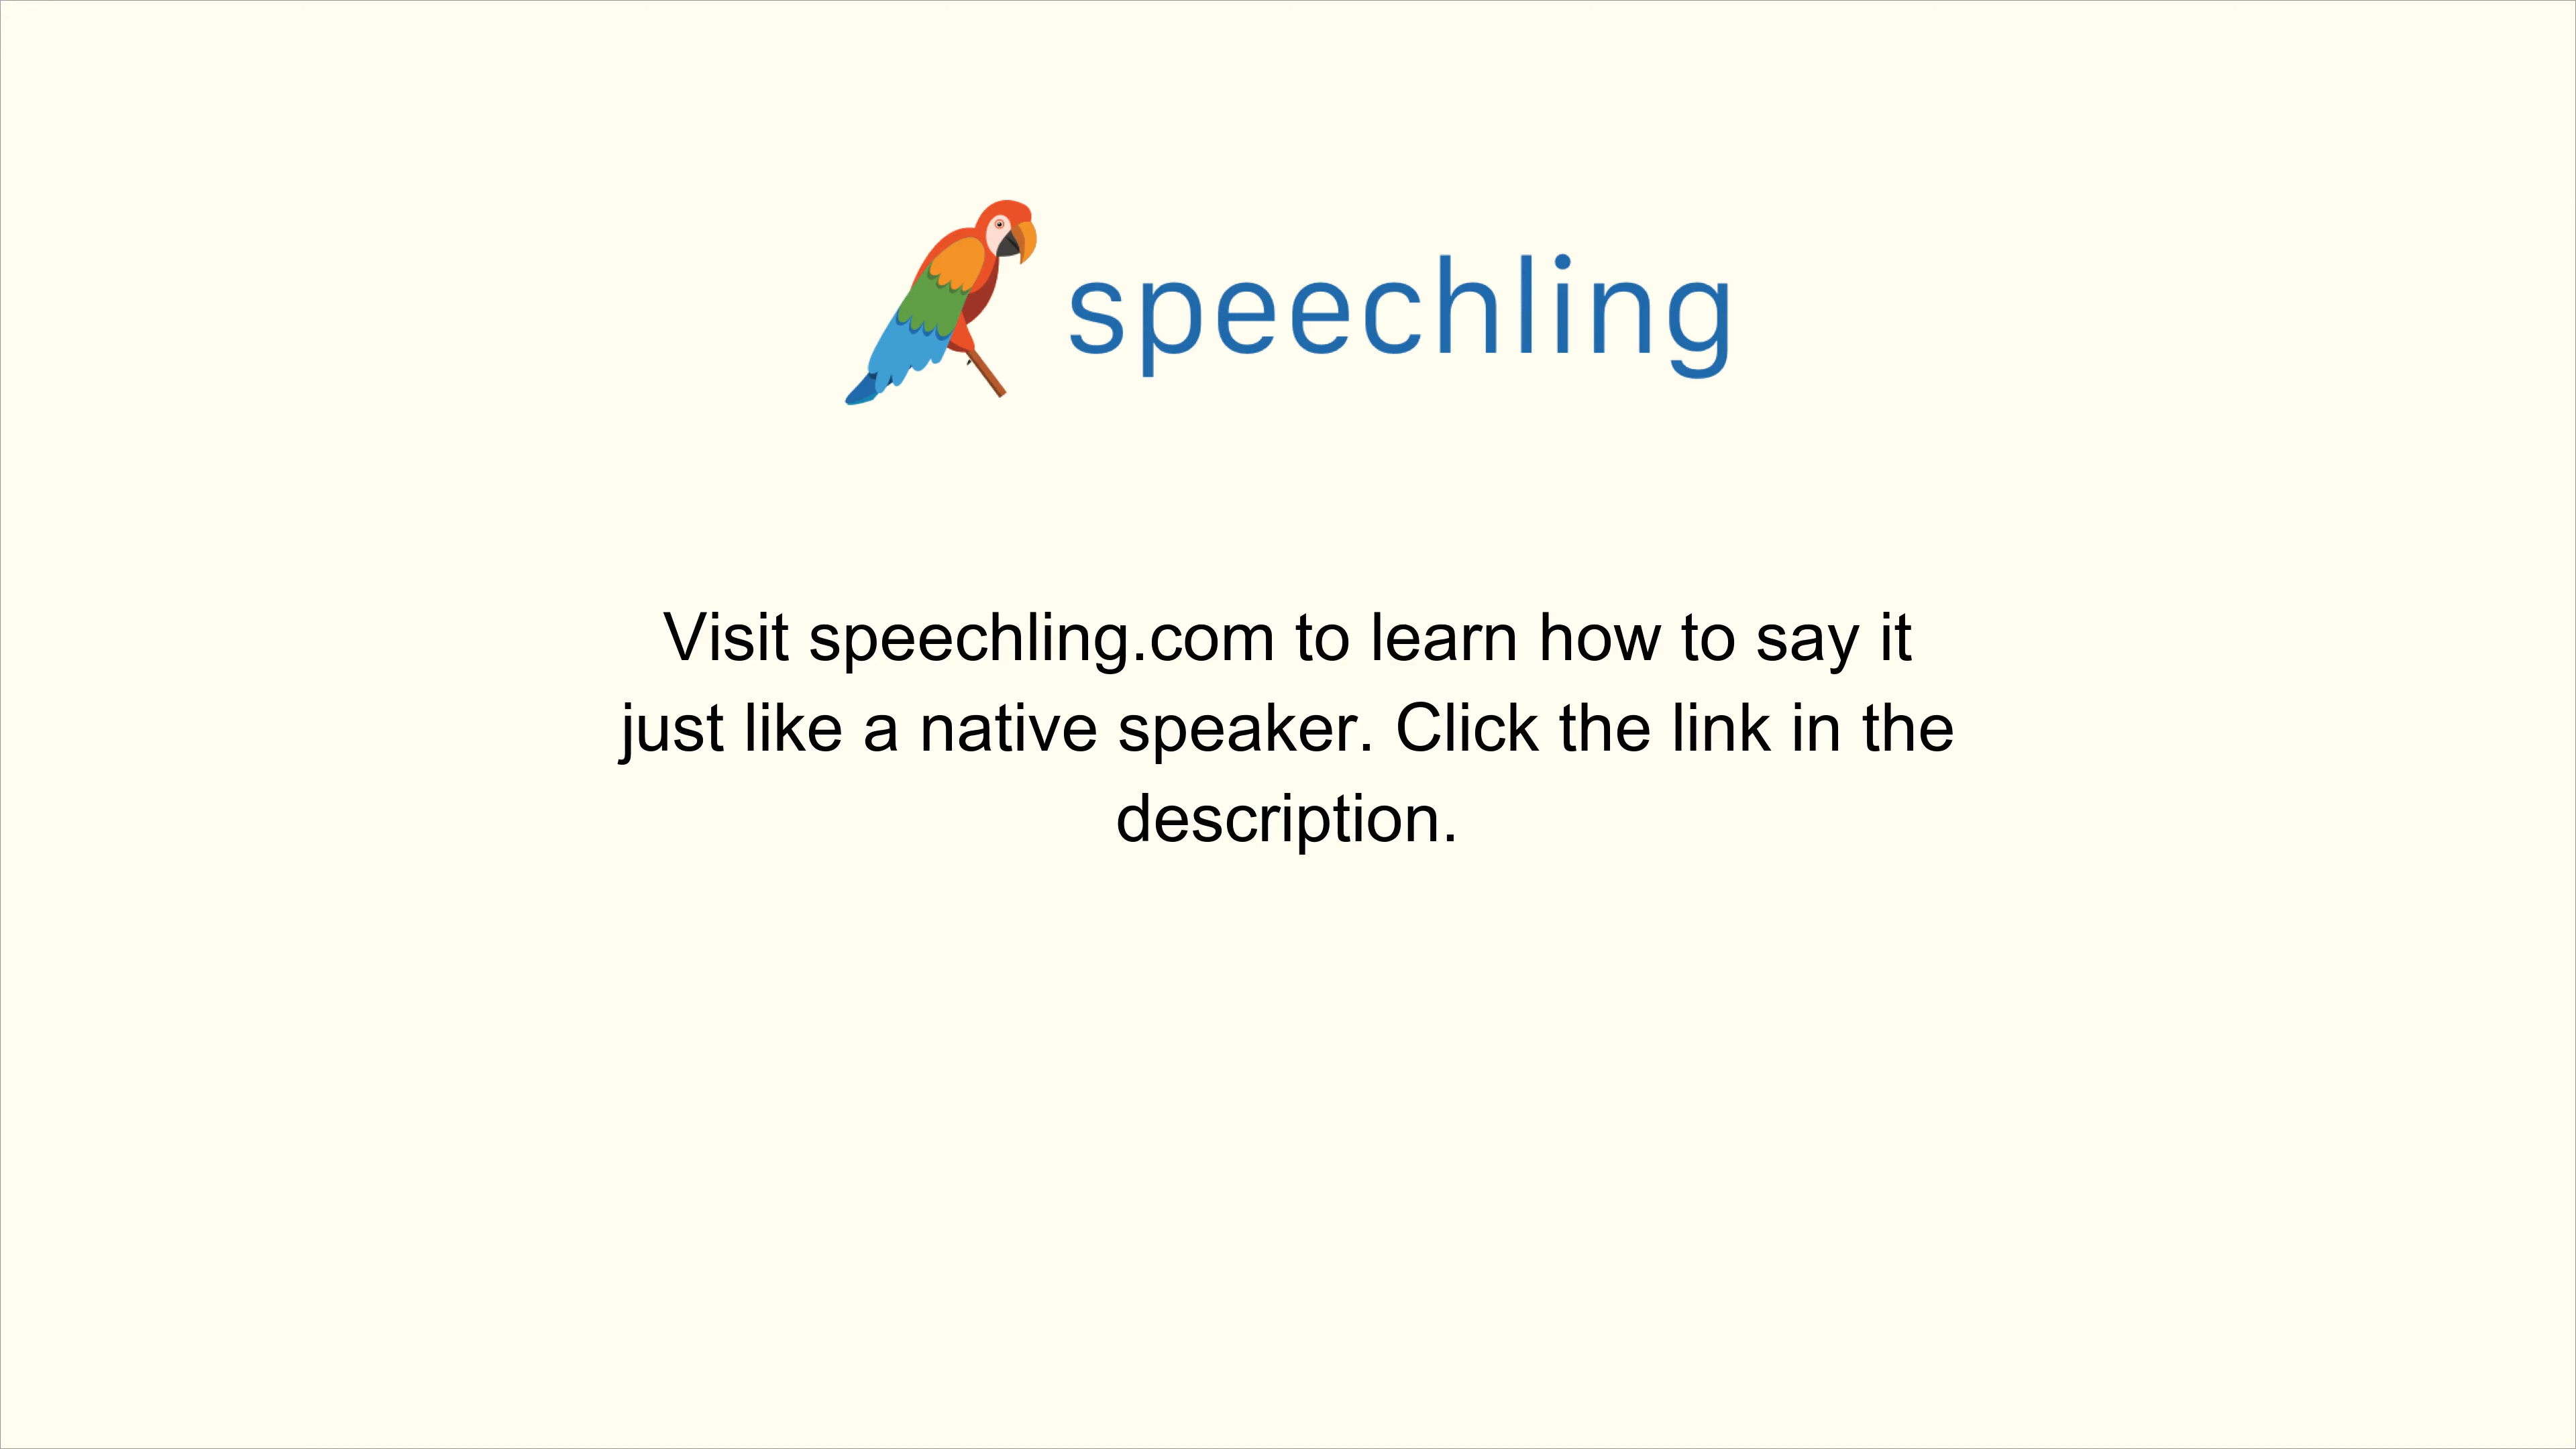 speechling
Visit speechling.com to learn how to say it
just like a native speaker. Click the link in the
description.